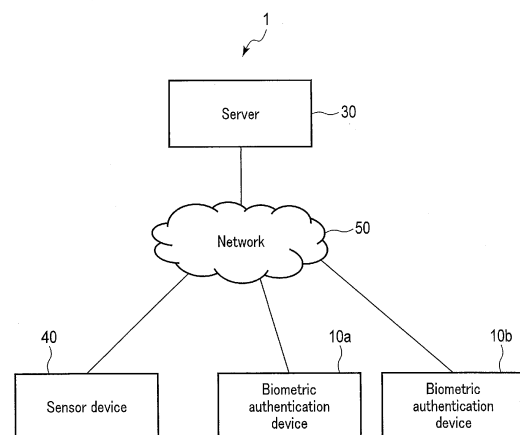 1
Server
30
Network
50
40
10a
10b
Sensor device
Biometric
authentication
device
Biometric
authentication
device